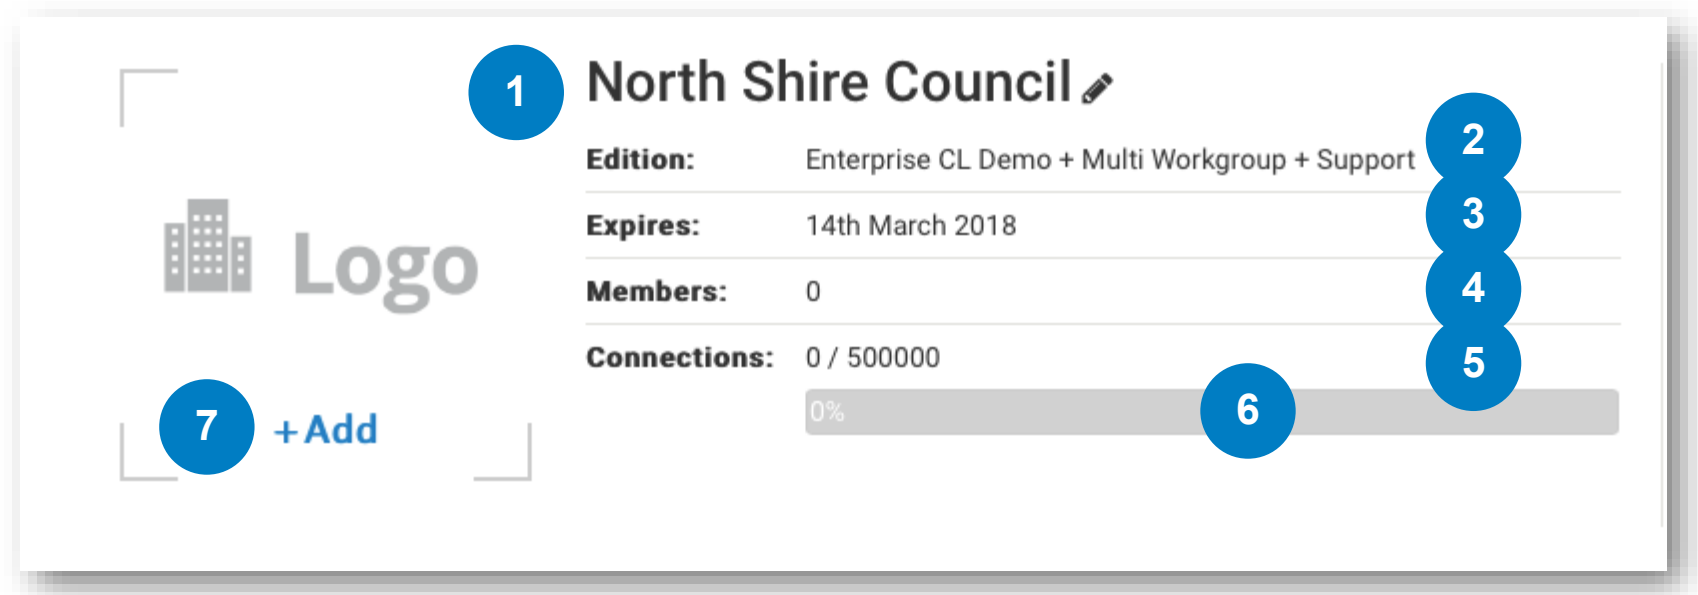 1 North Shire Council
2
Edition: Enterprise CL Demo + Multi Workgroup + Support
3
Expires: 14th March 2018
Logo
4
Members: 0
5
Connections: 0 / 500000
0% 6
7 +Add